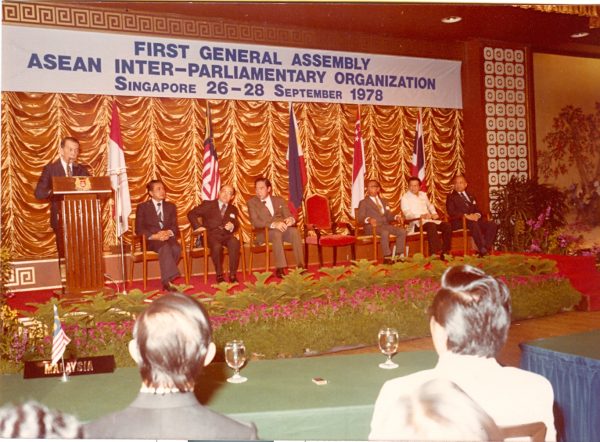 FIRST GENERAL ASSEMBLY
ASEAN INTER-PARLIAMENTARY ORGANIZATION
SINGAPORE 26-28 SEPTEMBER 1978
MALAYSIA